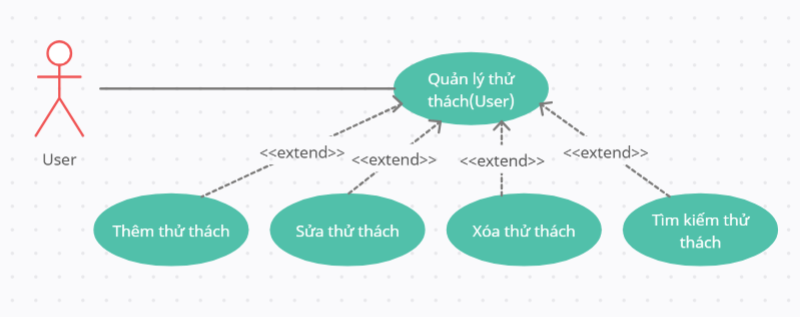 Quản lý thử
thách(User)
<<extend>> <<extend>> <<extend>> <<extend>>
User
Thêm thử thách
Sửa thử thách
Xóa thử thách
Tìm kiếm thử
thách